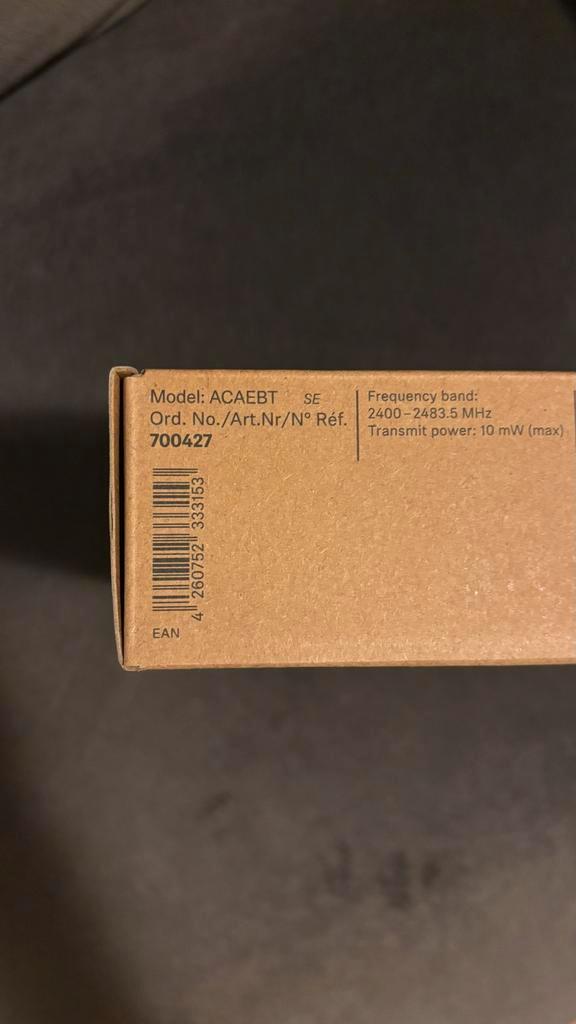 Model: ACAEBT SE
Ord. No./Art.Nr/N° Réf.
700427
Frequency band:
2400–2483.5 MHz
Transmit power: 10 mW (max)
4 260752 333153
EAN